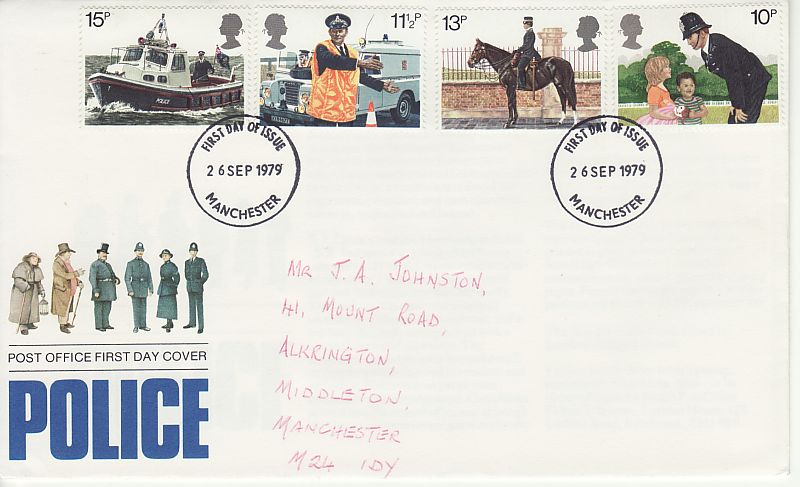 15P
11½P
13P
10P
POLICE
FIRST DAY OF ISSUE
26 SEP 1979
MANCHESTER
FIRST DAY OF ISSUE
26 SEP 1979
MANCHESTER
MR J.A. JOHNSTON,
41, MOUNT ROAD,
ALKRINGTON,
MIDDLETON,
MANCHESTER
M24 1DY
POST OFFICE FIRST DAY COVER
POLICE